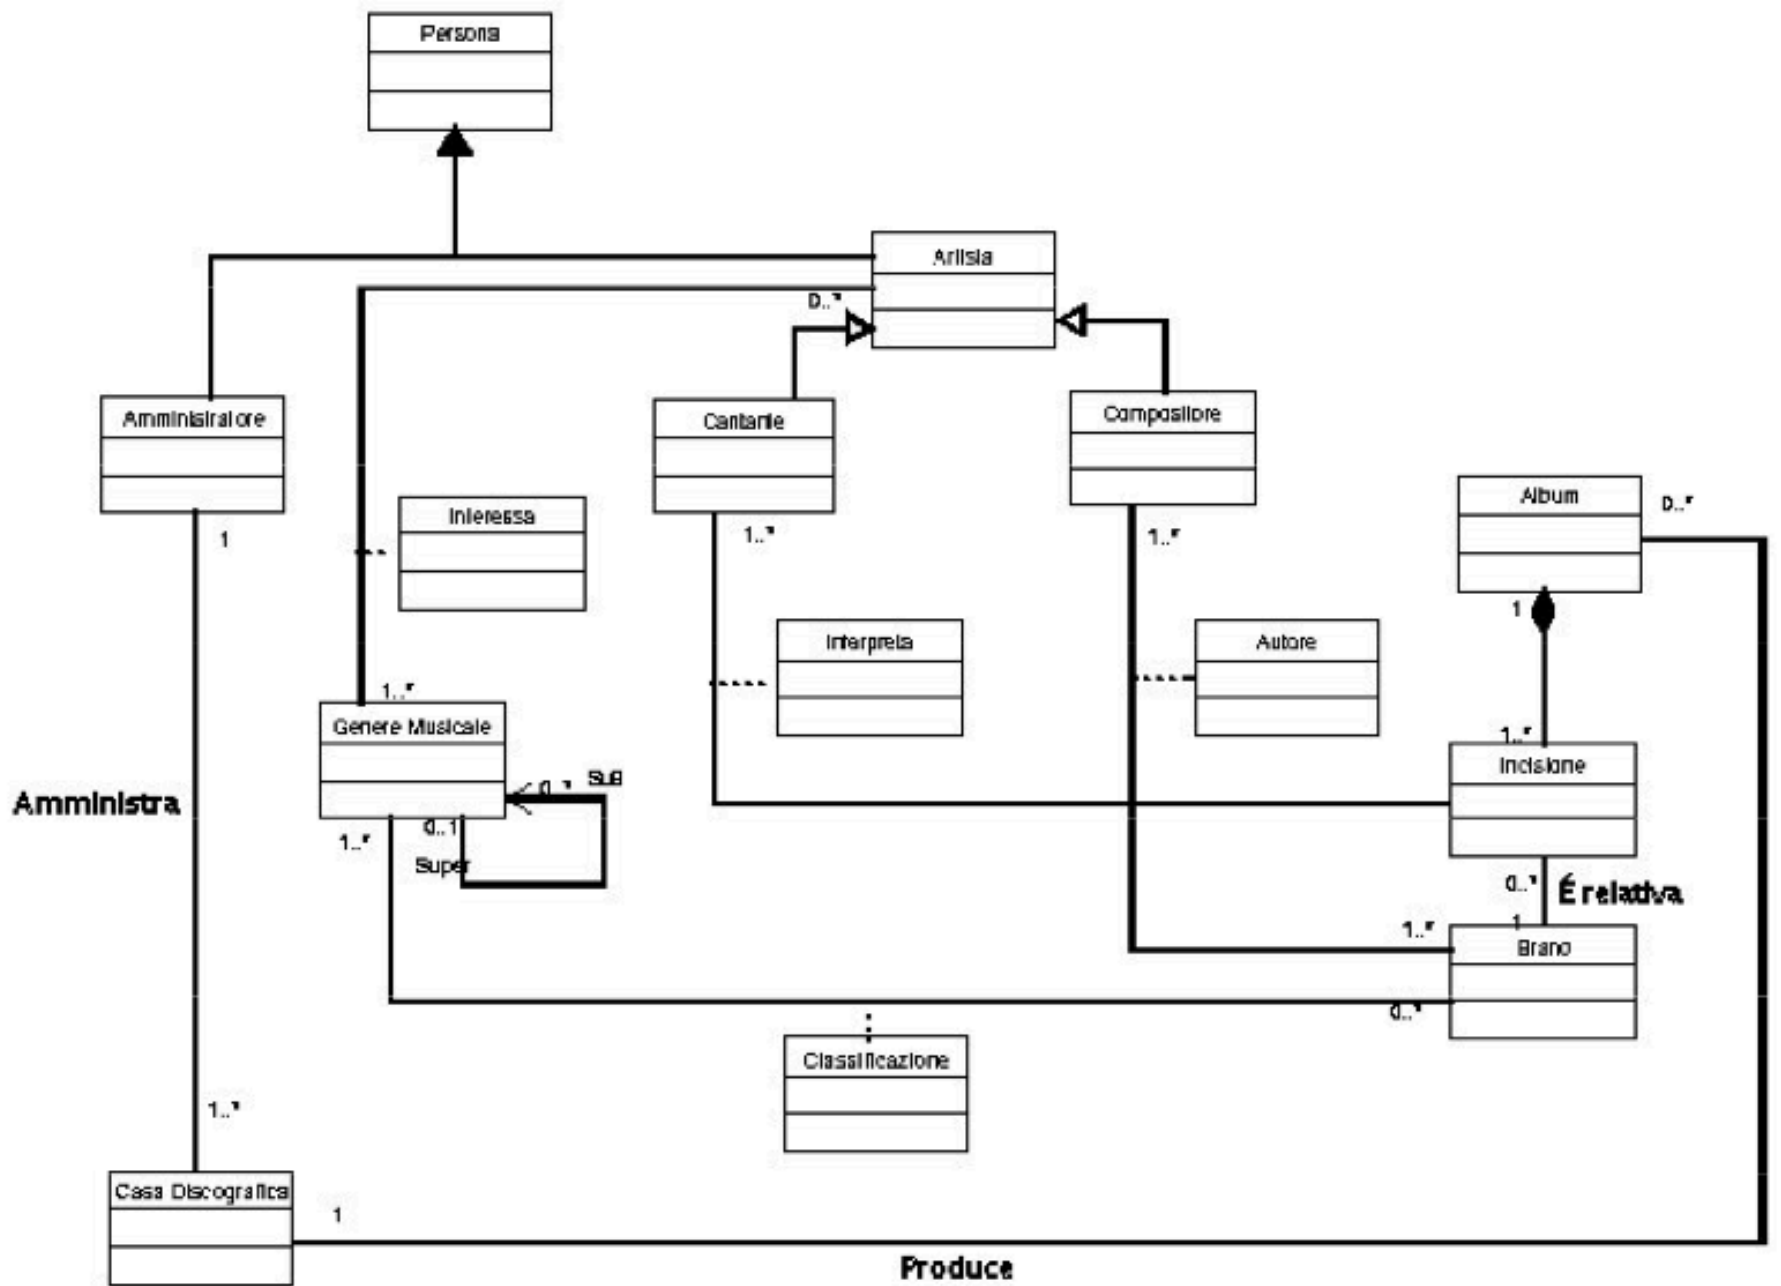 Persona
Artista
0..*
Amministratore
Cantante
Compositore
Album
0..*
Interessa
1
1..*
1..*
1
Interpreta
Autore
1..*
Genere Musicale
1..*
Incisione
0..*
Sub
Amministra
1..*
0..1
Super
0..*
È relativa
1..*
1
Brano
0..*
Classificazione
1..*
Casa Discografica
1
Produce